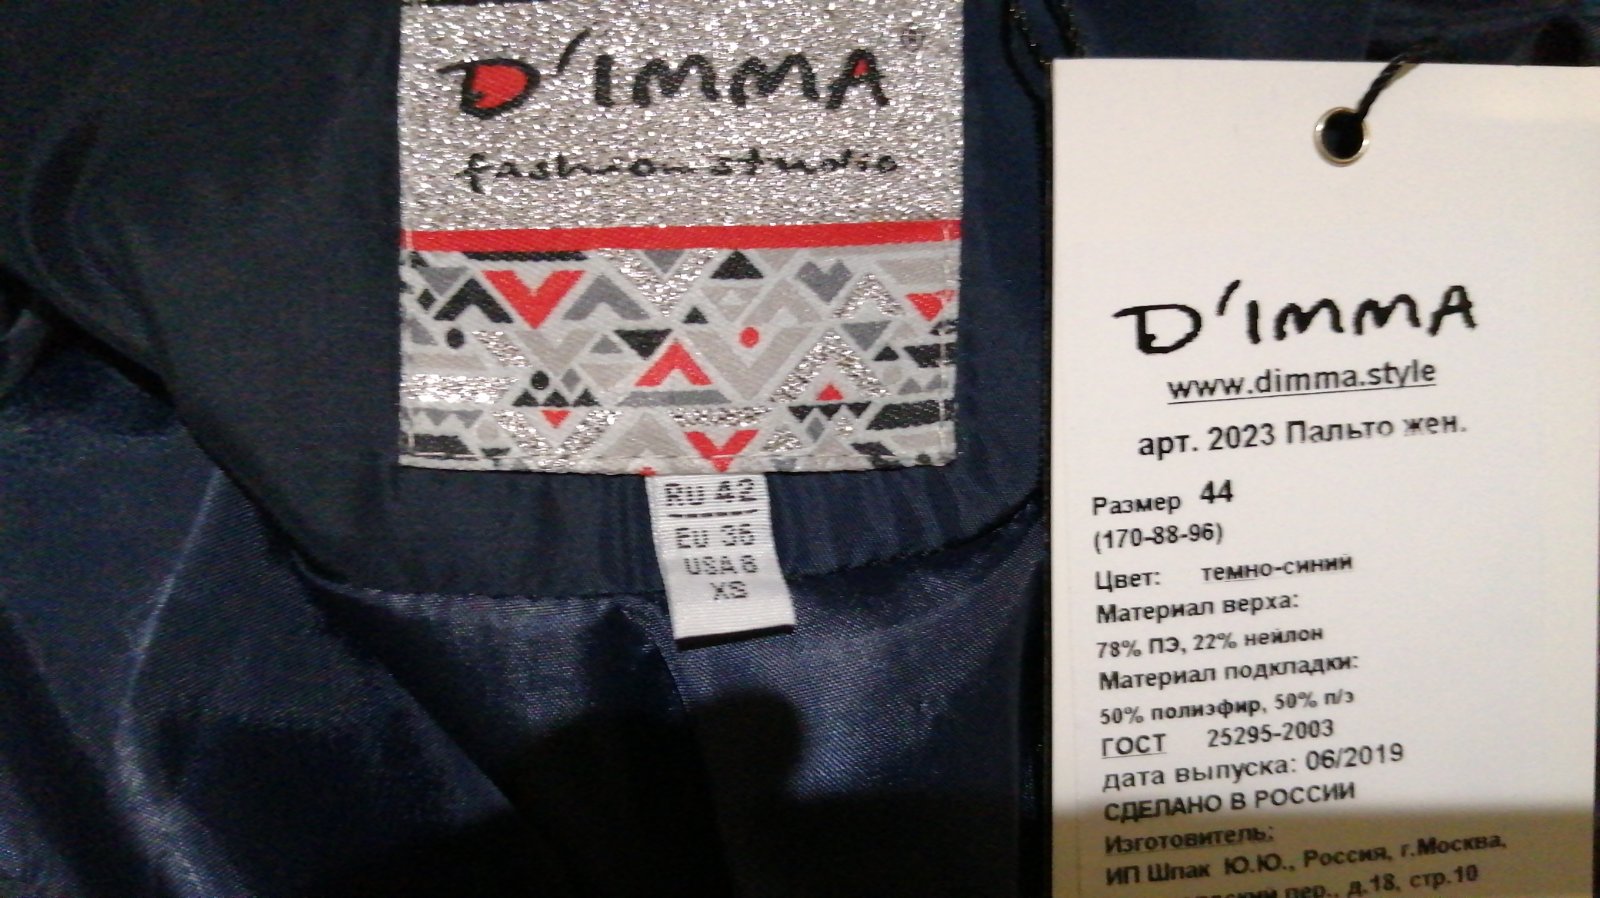 D'IMMA ®
fashion studio
RU 42
EU 36
USA 8
XS
D'IMMA
www.dimma.style
арт. 2023 Пальто жен.
Размер 44
(170-88-96)
Цвет: темно-синий
Материал верха:
78% ПЭ, 22% нейлон
Материал подкладки:
50% полиэфир, 50% п/э
ГОСТ 25295-2003
дата выпуска: 06/2019
СДЕЛАНО В РОССИИ
Изготовитель:
ИП Шпак Ю.Ю., Россия, г.Москва,
пер., д.18, стр.10